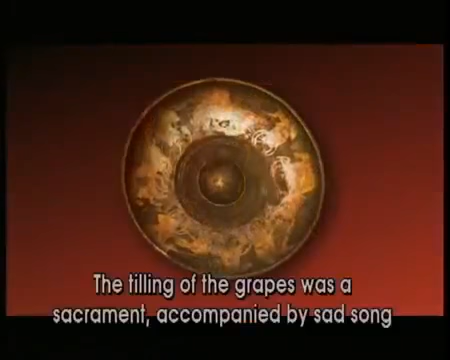 The tilling of the grapes was a
sacrament, accompanied by sad song